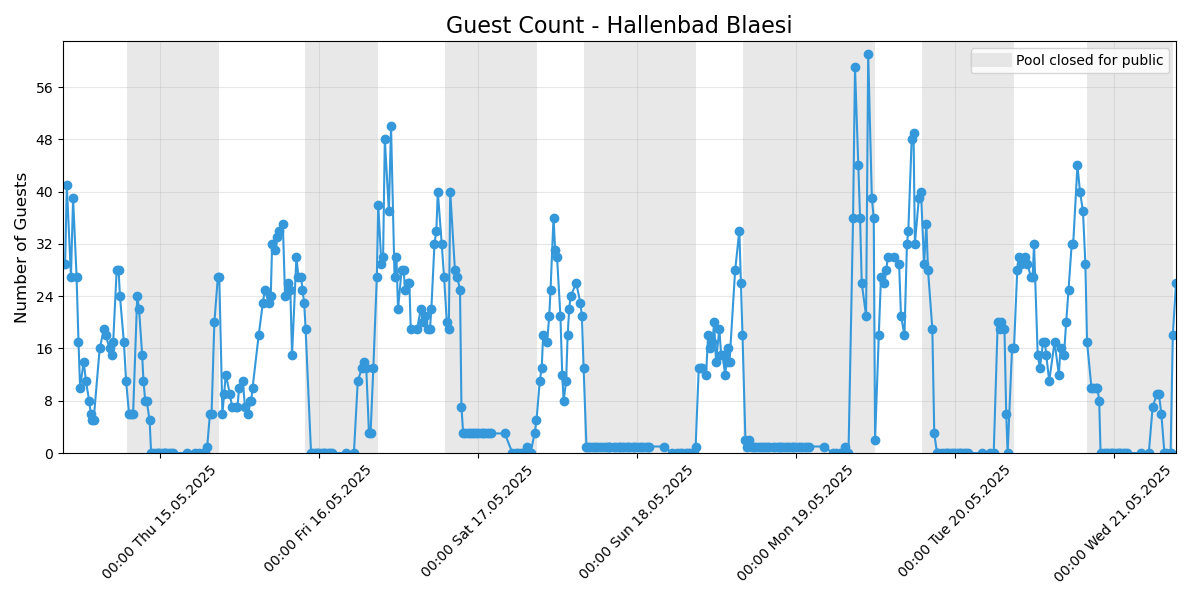 Guest Count - Hallenbad Blaesi
Pool closed for public
Number of Guests
56
48
40
32
24
16
8
0
00:00 Thu 15.05.2025
00:00 Fri 16.05.2025
00:00 Sat 17.05.2025
00:00 Sun 18.05.2025
00:00 Mon 19.05.2025
00:00 Tue 20.05.2025
00:00 Wed 21.05.2025